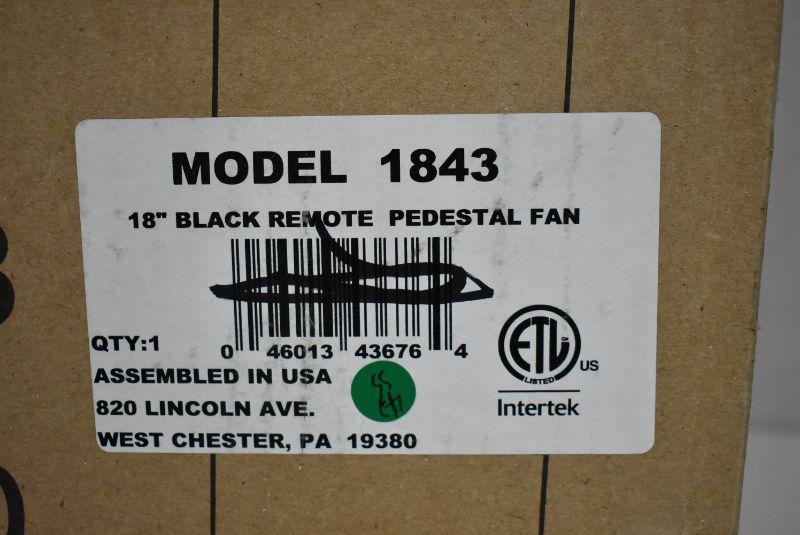 MODEL 1843
18" BLACK REMOTE PEDESTAL FAN
QTY:1
0 46013 43676 4
ASSEMBLED IN USA
820 LINCOLN AVE.
WEST CHESTER, PA 19380
ETL
LISTED
US
Intertek